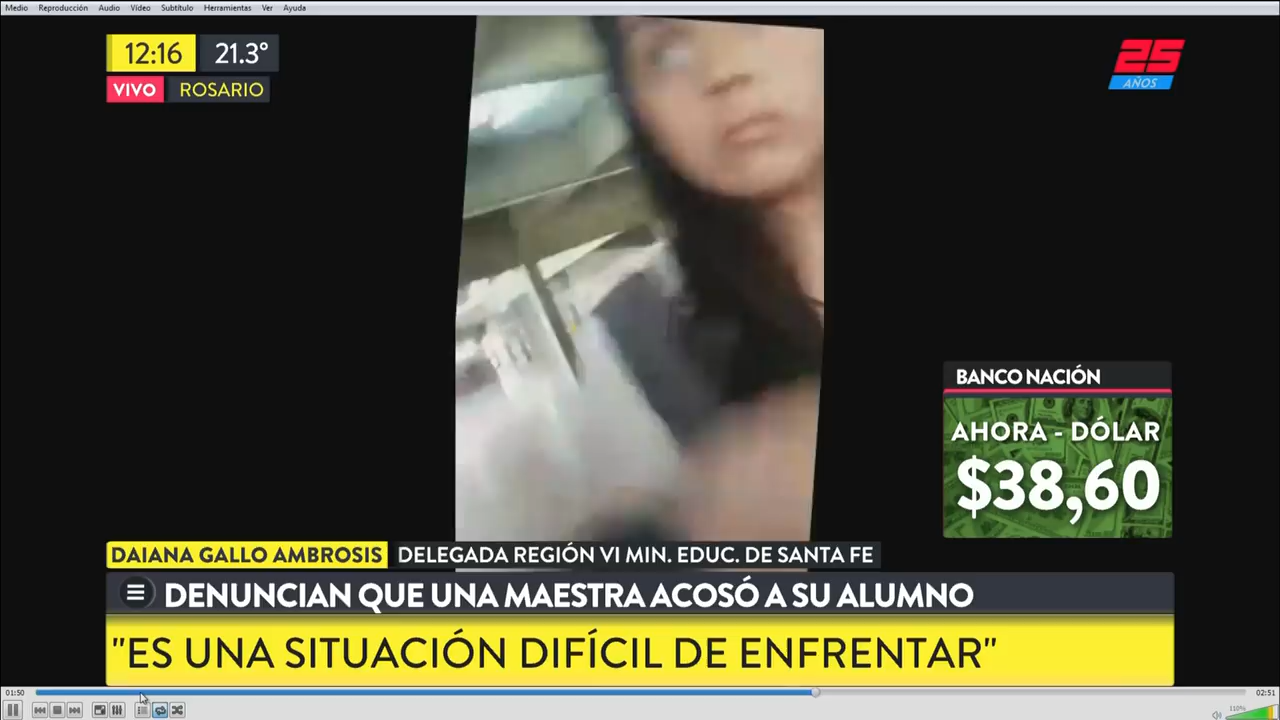 Medio Reproducción Audio Vídeo Subtítulo Herramientas Ver Ayuda
12:16 21.3°
VIVO ROSARIO
25
AÑOS
BANCO NACIÓN
AHORA - DÓLAR
$38,60
DAIANA GALLO AMBROSIS DELEGADA REGIÓN VI MIN. EDUC. DE SANTA FE
DENUNCIAN QUE UNA MAESTRA ACOSÓ A SU ALUMNO
"ES UNA SITUACIÓN DIFÍCIL DE ENFRENTAR"
01:50 02:51
110%